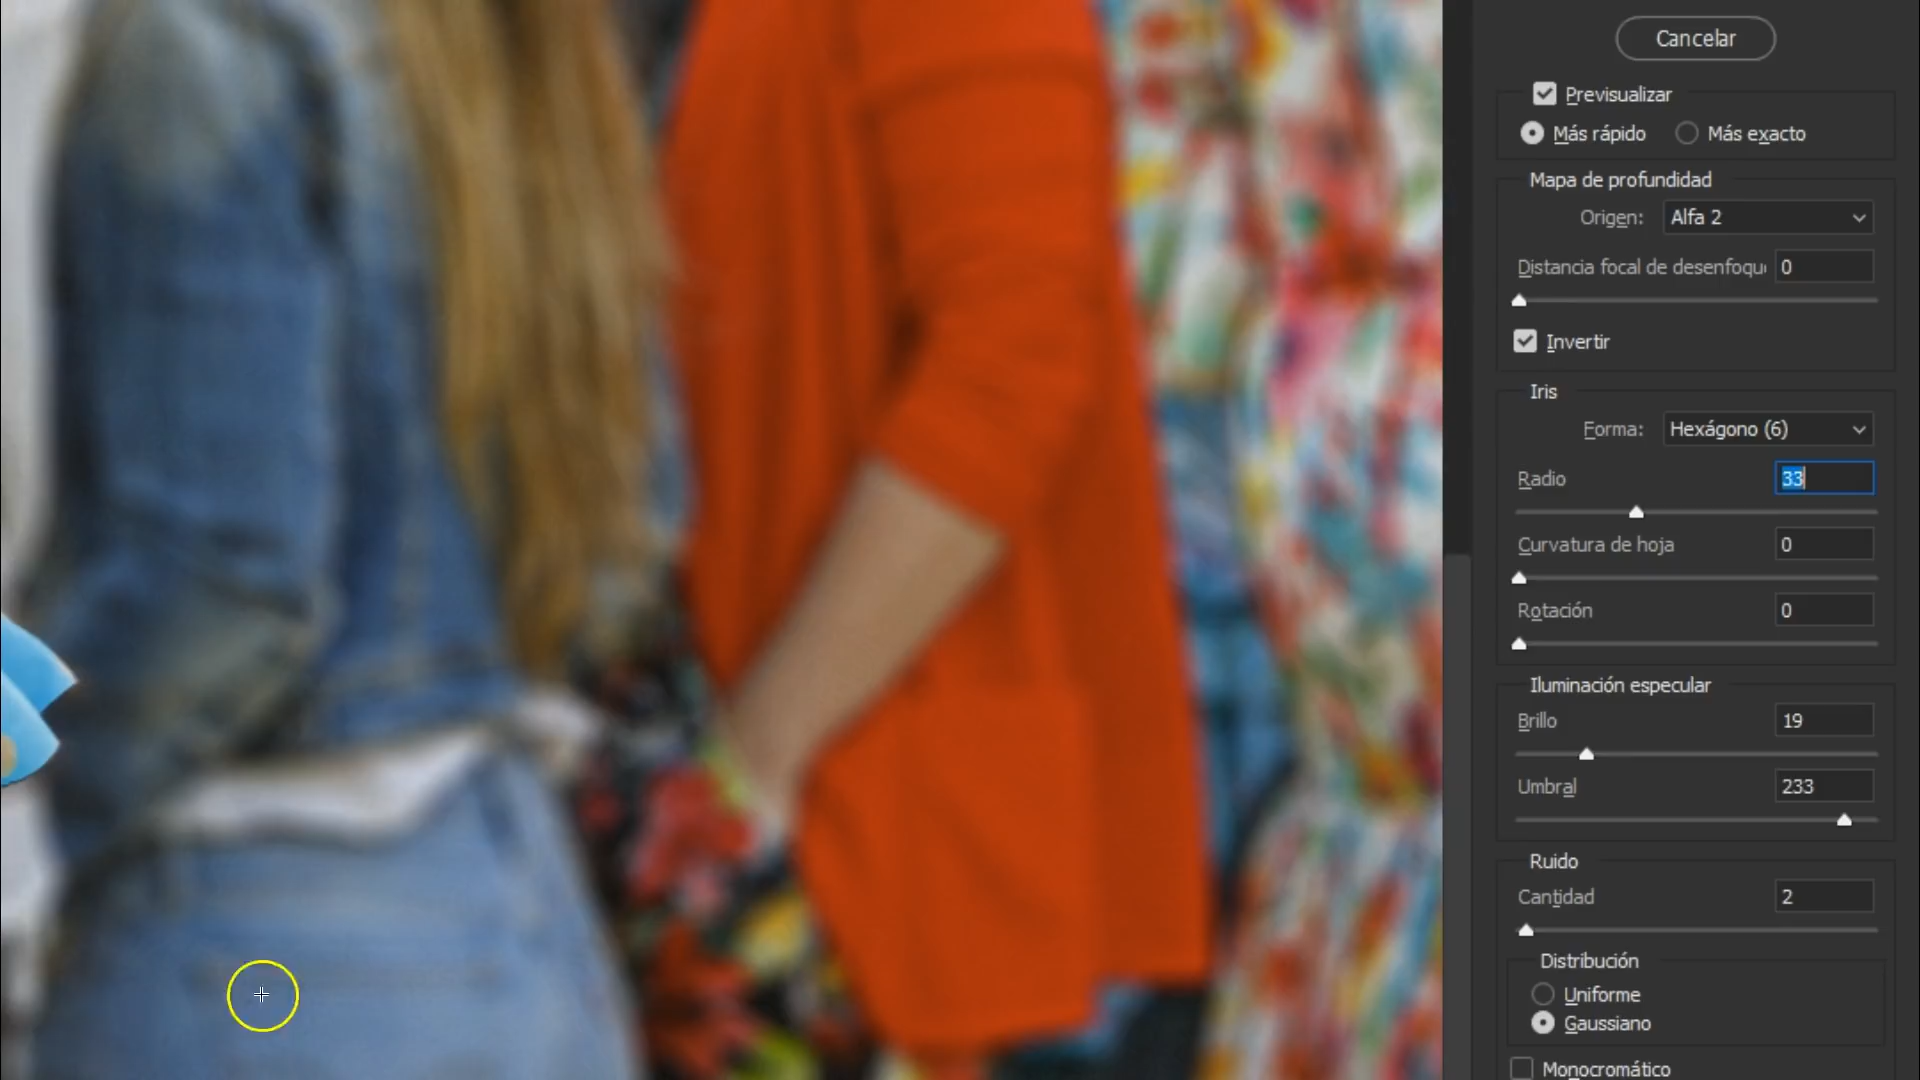 Cancelar
Previsualizar
Más rápido Más exacto
Mapa de profundidad
Origen: Alfa 2
Distancia focal de desenfoqu 0
Invertir
Iris
Forma: Hexágono (6)
Radio 33
Curvatura de hoja 0
Rotación 0
Iluminación especular
Brillo 19
Umbral 233
Ruido
Cantidad 2
Distribución
Uniforme
Gaussiano
Monocromático